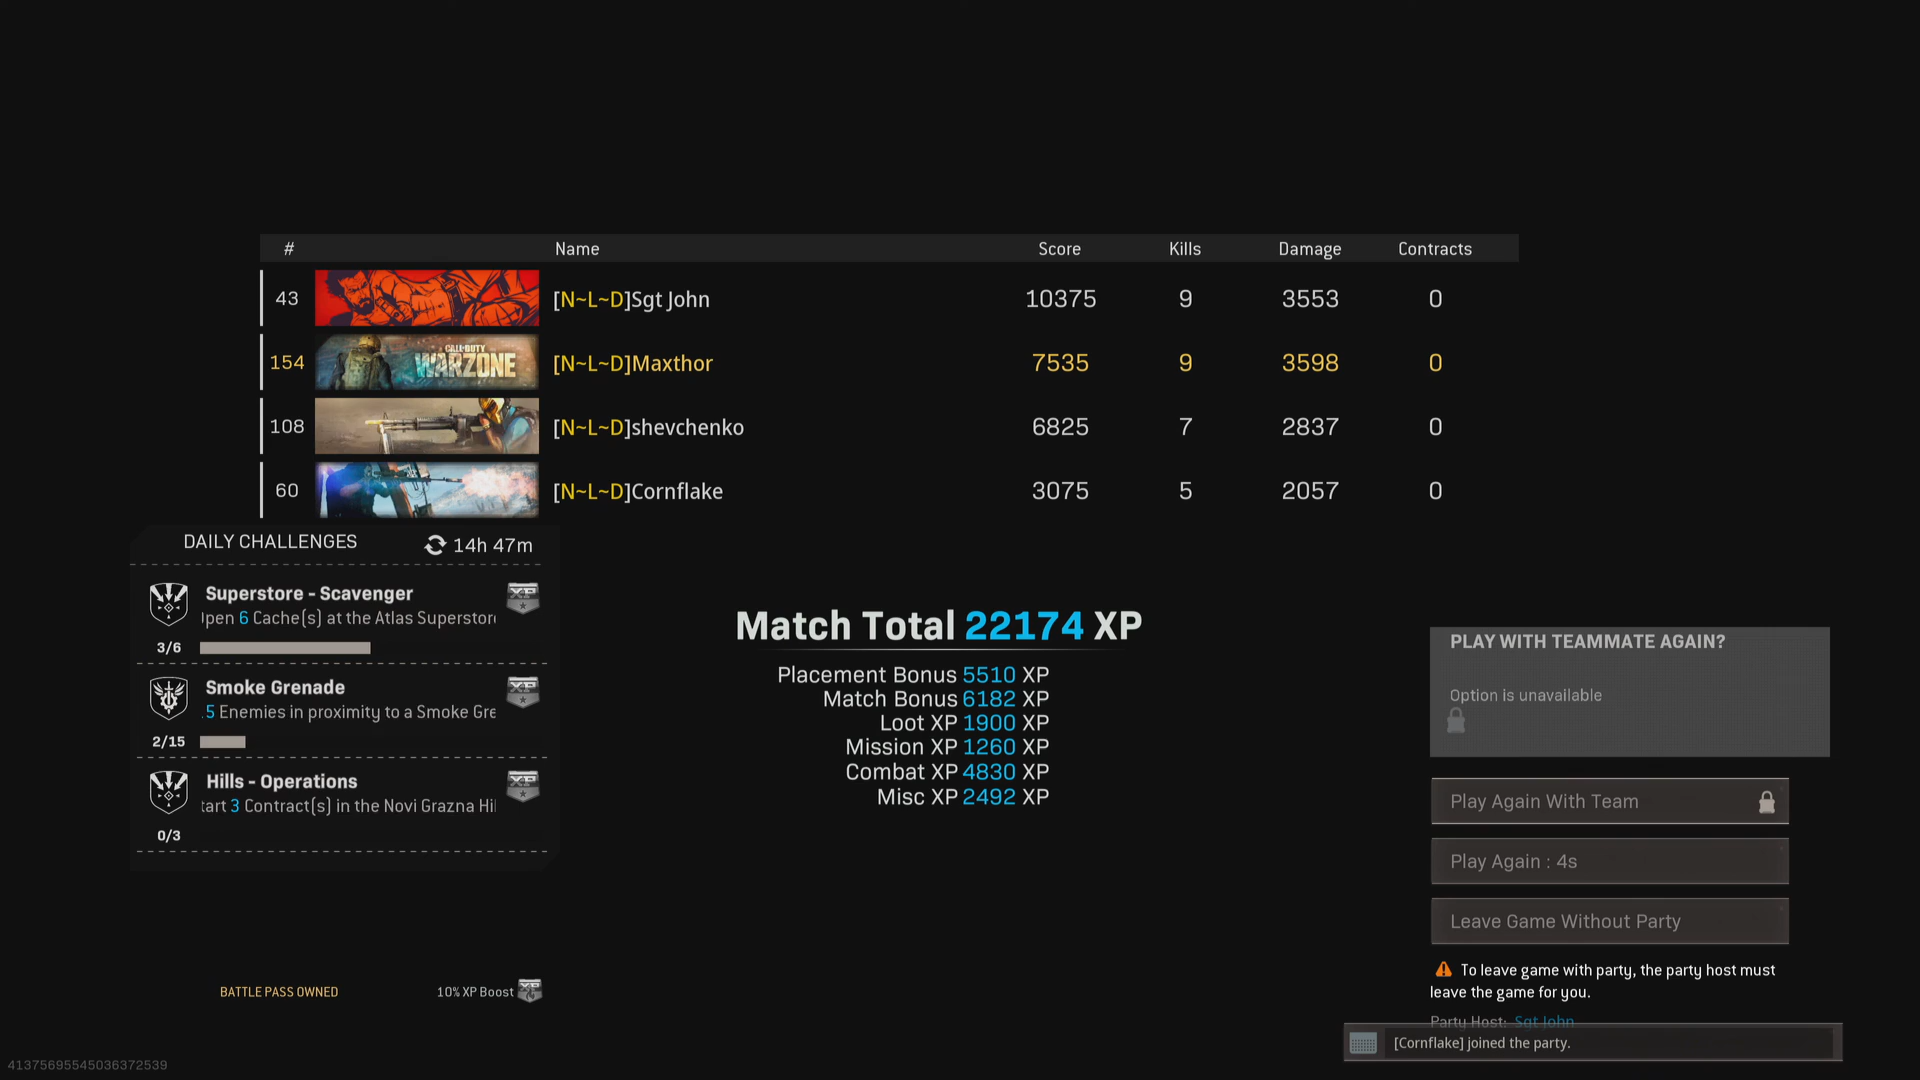 # Name Score Kills Damage Contracts
43 [N~L~D]Sgt John 10375 9 3553 0
CALL OF DUTY
WARZONE
154 [N~L~D]Maxthor 7535 9 3598 0
108 [N~L~D]shevchenko 6825 7 2837 0
60 [N~L~D]Cornflake 3075 5 2057 0
DAILY CHALLENGES 14h 47m
Superstore - Scavenger
XP
pen 6 Cache(s) at the Atlas Superstor
3/6
Smoke Grenade
XP
5 Enemies in proximity to a Smoke Gre
2/15
Hills - Operations
XP
tart 3 Contract(s) in the Novi Grazna Hil
0/3
BATTLE PASS OWNED
10% XP Boost XP
Match Total 22174 XP
Placement Bonus 5510 XP
Match Bonus 6182 XP
Loot XP 1900 XP
Mission XP 1260 XP
Combat XP 4830 XP
Misc XP 2492 XP
PLAY WITH TEAMMATE AGAIN?
Option is unavailable
Play Again With Team
Play Again : 4s
Leave Game Without Party
To leave game with party, the party host must
leave the game for you.
Party Host: Sgt John
[Cornflake] joined the party.
41375695545036372539